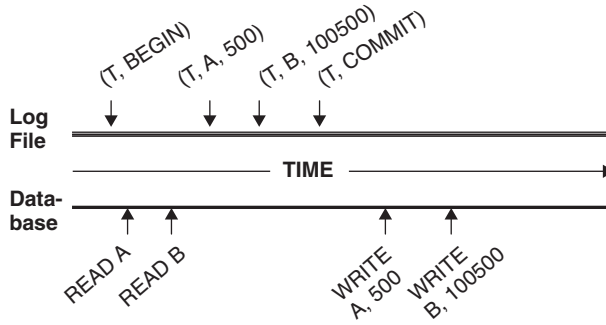 (T, BEGIN)
(T, A, 500)
(T, B, 100500)
(T, COMMIT)
Log
File
TIME
Data-
base
READ A
READ B
WRITE
A, 500
WRITE
B, 100500